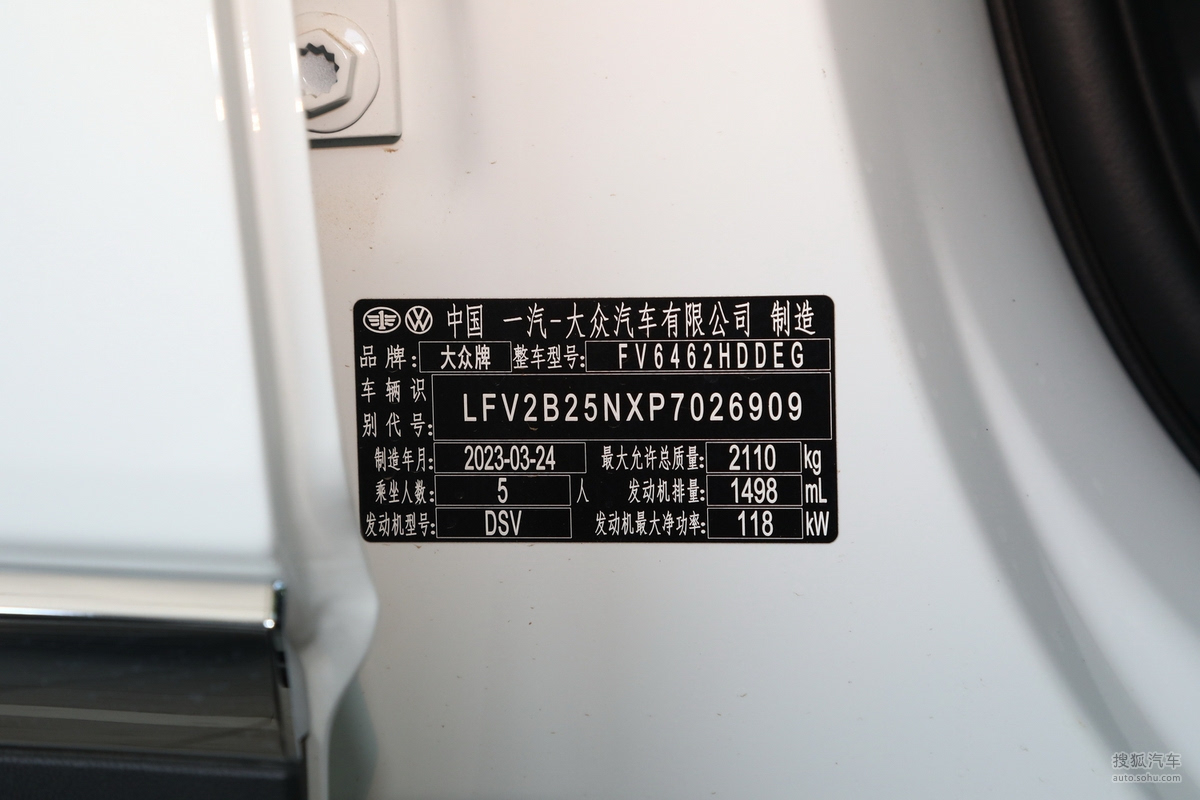 中国 一汽-大众汽车有限公司 制造
品牌: 大众牌 整车型号: FV6462HDDEG
车辆识别代号: LFV2B25NXP7026909
制造年月: 2023-03-24 最大允许总质量: 2110 kg
乘坐人数: 5 人 发动机排量: 1498 mL
发动机型号: DSV 发动机最大净功率: 118 kW
搜狐汽车
auto.sohu.com